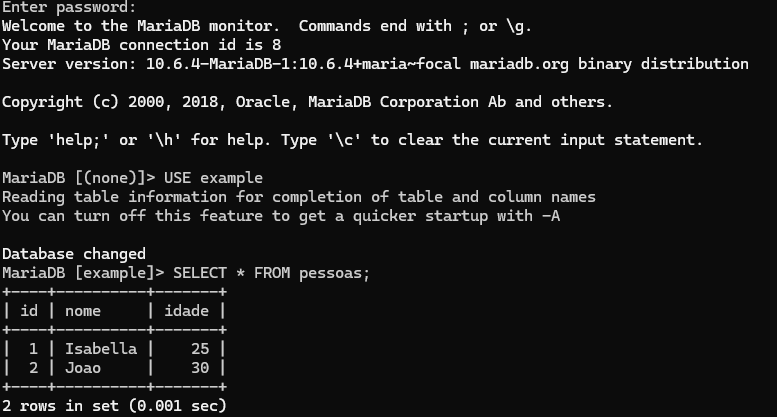 Enter password:
Welcome to the MariaDB monitor.  Commands end with ; or \g.
Your MariaDB connection id is 8
Server version: 10.6.4-MariaDB-1:10.6.4+maria~focal mariadb.org binary distribution

Copyright (c) 2000, 2018, Oracle, MariaDB Corporation Ab and others.

Type 'help;' or '\h' for help. Type '\c' to clear the current input statement.

MariaDB [(none)]> USE example
Reading table information for completion of table and column names
You can turn off this feature to get a quicker startup with -A

Database changed
MariaDB [example]> SELECT * FROM pessoas;
+----+----------+-------+
| id | nome     | idade |
+----+----------+-------+
|  1 | Isabella |    25 |
|  2 | Joao     |    30 |
+----+----------+-------+
2 rows in set (0.001 sec)